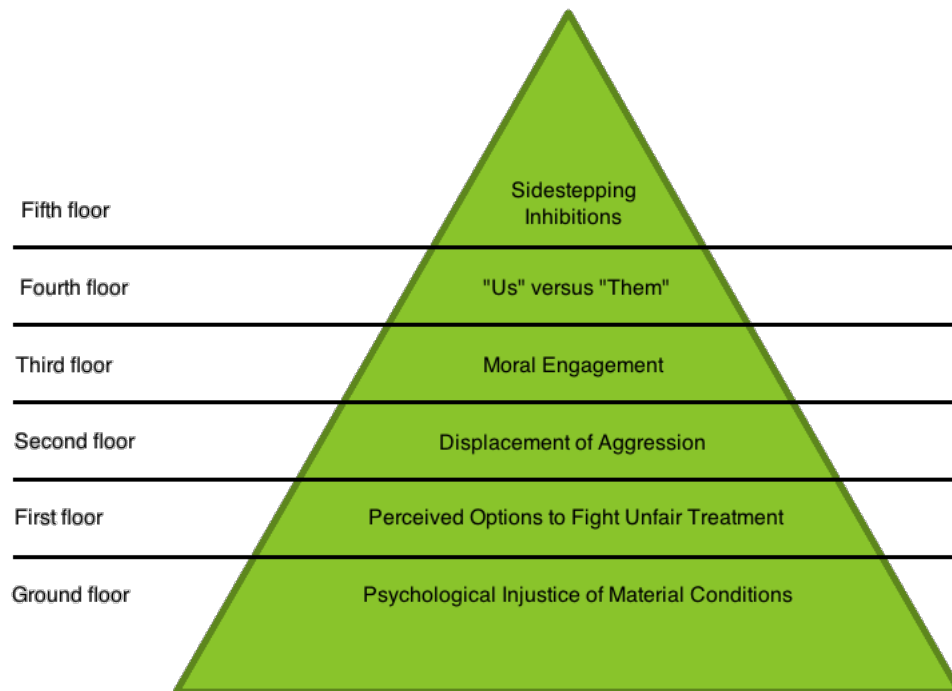 Sidestepping
Fifth floor Inhibitions
Fourth floor "Us" versus "Them"
Third floor Moral Engagement
Second floor Displacement of Aggression
First floor Perceived Options to Fight Unfair Treatment
Ground floor Psychological Injustice of Material Conditions